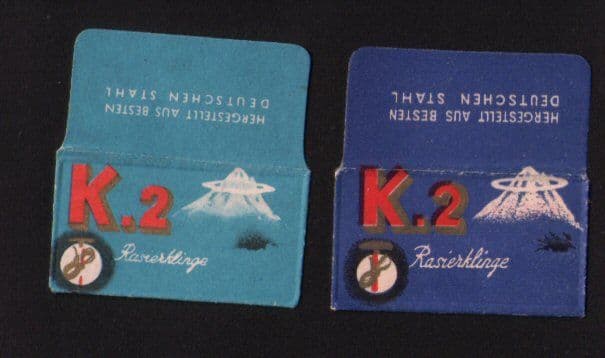 HERGESTELLT AUS BESTEN
DEUTSCHEN STAHL
K.2
Rasierklinge
HERGESTELLT AUS BESTEN
DEUTSCHEN STAHL
K.2
Rasierklinge